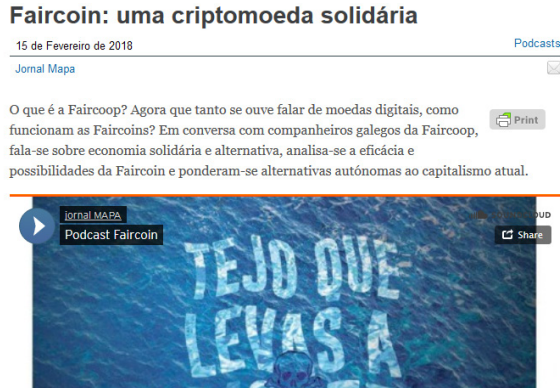 Faircoin: uma criptomoeda solidária
15 de Fevereiro de 2018
Podcasts
Jornal Mapa
O que é a Faircoop? Agora que tanto se ouve falar de moedas digitais, como
funcionam as Faircoins? Em conversa com companheiros galegos da Faircoop,
fala-se sobre economia solidária e alternativa, analisa-se a eficácia e
possibilidades da Faircoin e ponderam-se alternativas autónomas ao capitalismo atual.
Print
jornal MAPA
Podcast Faircoin
Share
TEJO QUE
LEVAS A